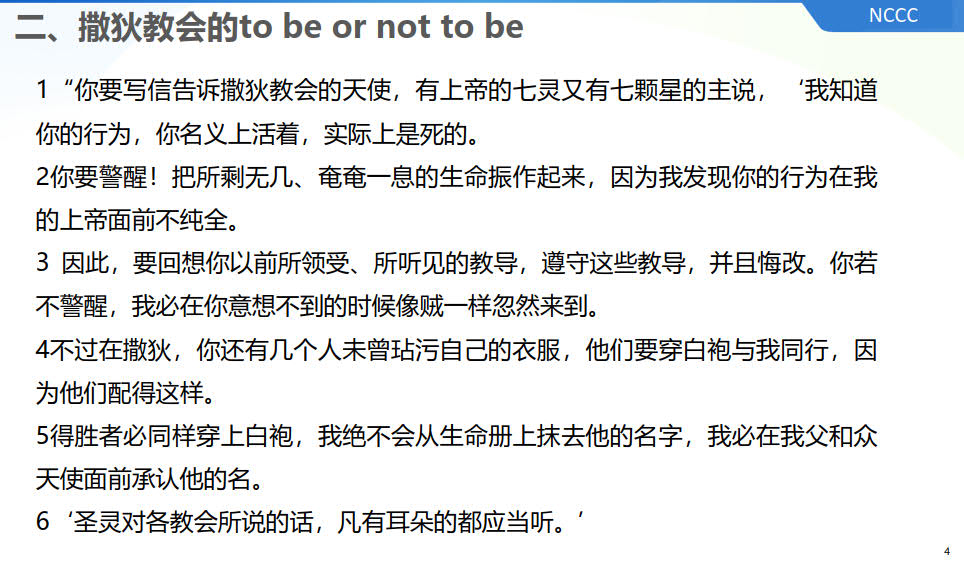 NCCC
二、撒狄教会的to be or not to be
1“你要写信告诉撒狄教会的天使，有上帝的七灵又有七颗星的主说，‘我知道
你的行为，你名义上活着，实际上是死的。
2你要警醒！把所剩无几、奄奄一息的生命振作起来，因为我发现你的行为在我
的上帝面前不纯全。
3 因此，要回想你以前所领受、所听见的教导，遵守这些教导，并且悔改。你若
不警醒，我必在你意想不到的时候像贼一样忽然来到。
4不过在撒狄，你还有几个人未曾玷污自己的衣服，他们要穿白袍与我同行，因
为他们配得这样。
5得胜者必同样穿上白袍，我绝不会从生命册上抹去他的名字，我必在我父和众
天使面前承认他的名。
6‘圣灵对各教会所说的话，凡有耳朵的都应当听。’
4